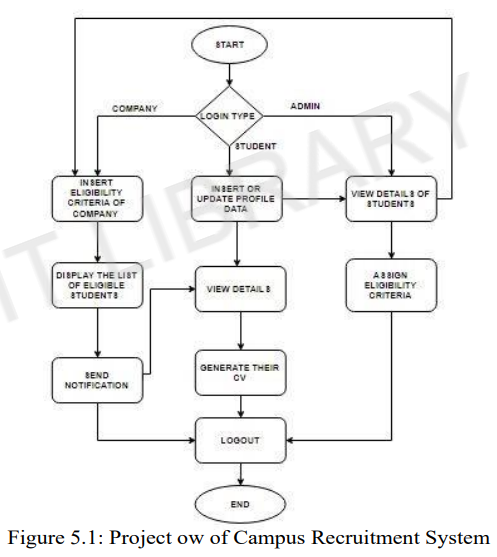 START
LOGIN TYPE
COMPANY
ADMIN
STUDENT
INSERT
ELIGIBILITY
CRITERIA OF
COMPANY
INSERT OR
UPDATE PROFILE
DATA
VIEW DETAILS OF
STUDENTS
DISPLAY THE LIST
OF ELIGIBLE
STUDENTS
VIEW DETAILS
ASSIGN
ELIGIBILITY
CRITERIA
SEND
NOTIFICATION
GENERATE THEIR
CV
LOGOUT
END
IT LIBRARY
Figure 5.1: Project ow of Campus Recruitment System